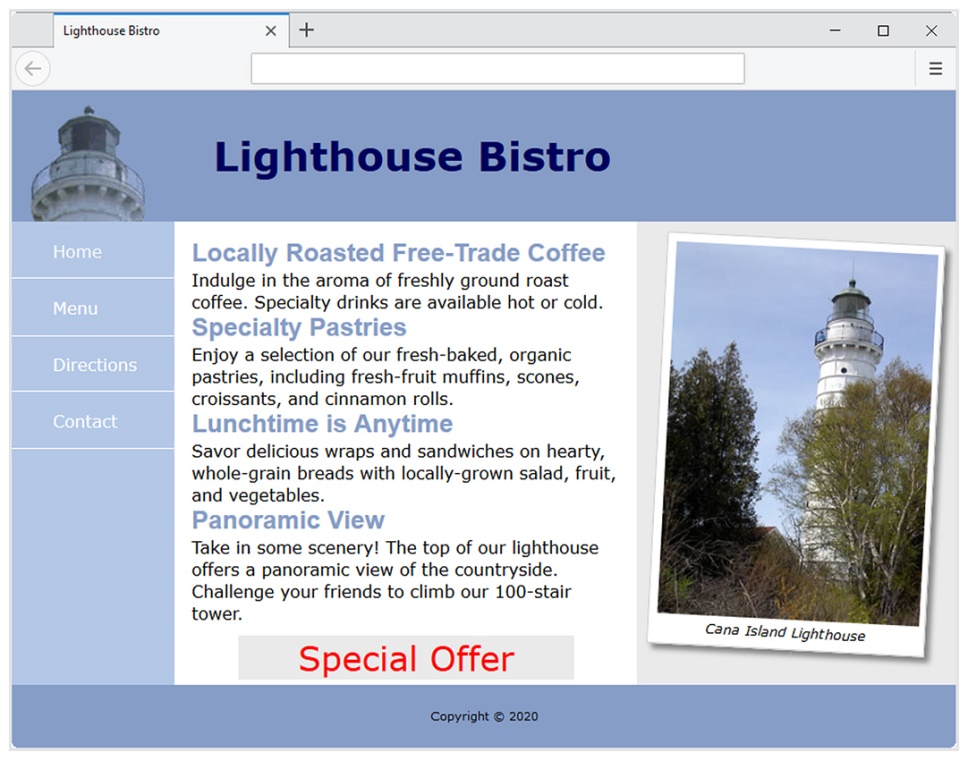 Lighthouse Bistro
Lighthouse Bistro
Home
Menu
Directions
Contact
Locally Roasted Free-Trade Coffee
Indulge in the aroma of freshly ground roast
coffee. Specialty drinks are available hot or cold.
Specialty Pastries
Enjoy a selection of our fresh-baked, organic
pastries, including fresh-fruit muffins, scones,
croissants, and cinnamon rolls.
Lunchtime is Anytime
Savor delicious wraps and sandwiches on hearty,
whole-grain breads with locally-grown salad, fruit,
and vegetables.
Panoramic View
Take in some scenery! The top of our lighthouse
offers a panoramic view of the countryside.
Challenge your friends to climb our 100-stair
tower.
Special Offer
Cana Island Lighthouse
Copyright © 2020